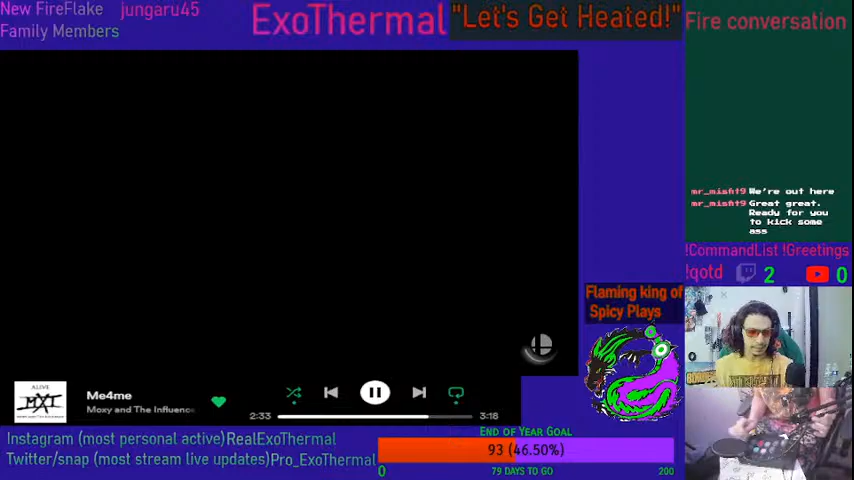 New FireFlake
Family Members
jungaru45
ExoThermal
"Let's Get Heated!"
Fire conversation
mr_misfit9 We're out here
mr_misfit9 Great great.
Ready for you
to kick some
ass
!CommandList !Greetings
!qotd
2
0
Flaming king of
Spicy Plays
ALIVE
MXI
Me4me
Moxy and The Influenc
2:33
3:18
Instagram (most personal active)RealExoThermal
Twitter/snap (most stream live updates)Pro_ExoThermal
End of Year Goal
93 (46.50%)
0
79 DAYS TO GO
200